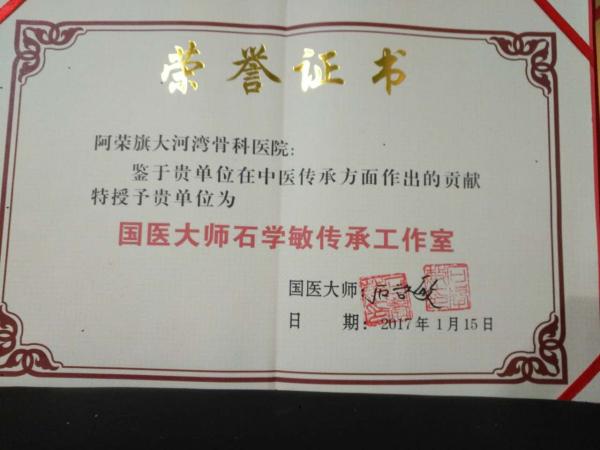 荣誉证书
阿荣旗大河湾骨科医院:
鉴于贵单位在中医传承方面作出的贡献
特授予贵单位为
国医大师石学敏传承工作室
国医大师:石学敏
日 期: 2017年1月15日